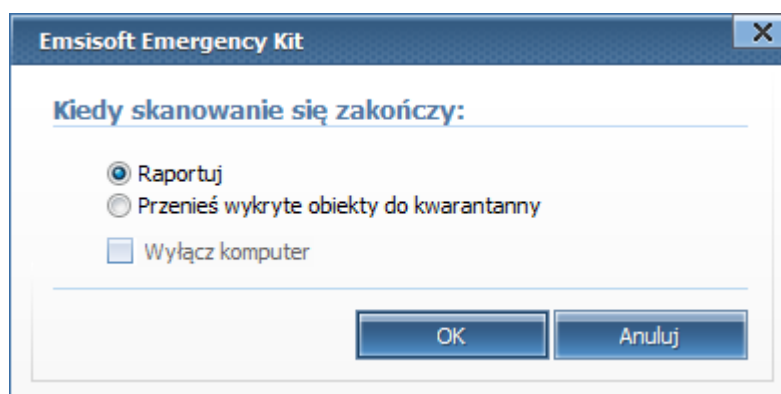 Emsisoft Emergency Kit
Kiedy skanowanie się zakończy:
Raportuj
Przenieś wykryte obiekty do kwarantanny
Wyłącz komputer
OK
Anuluj